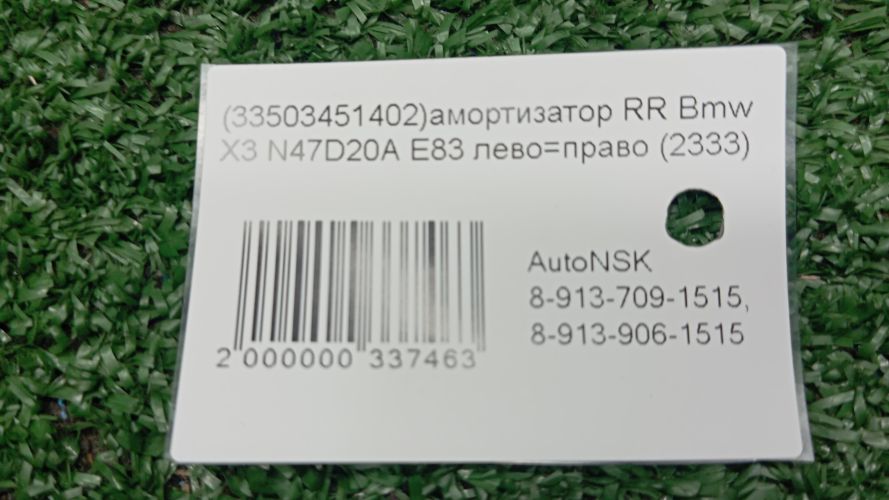 (33503451402)амортизатор RR Bmw
X3 N47D20A E83 лево=право (2333)
AutoNSK
8-913-709-1515,
8-913-906-1515
2 000000 337463